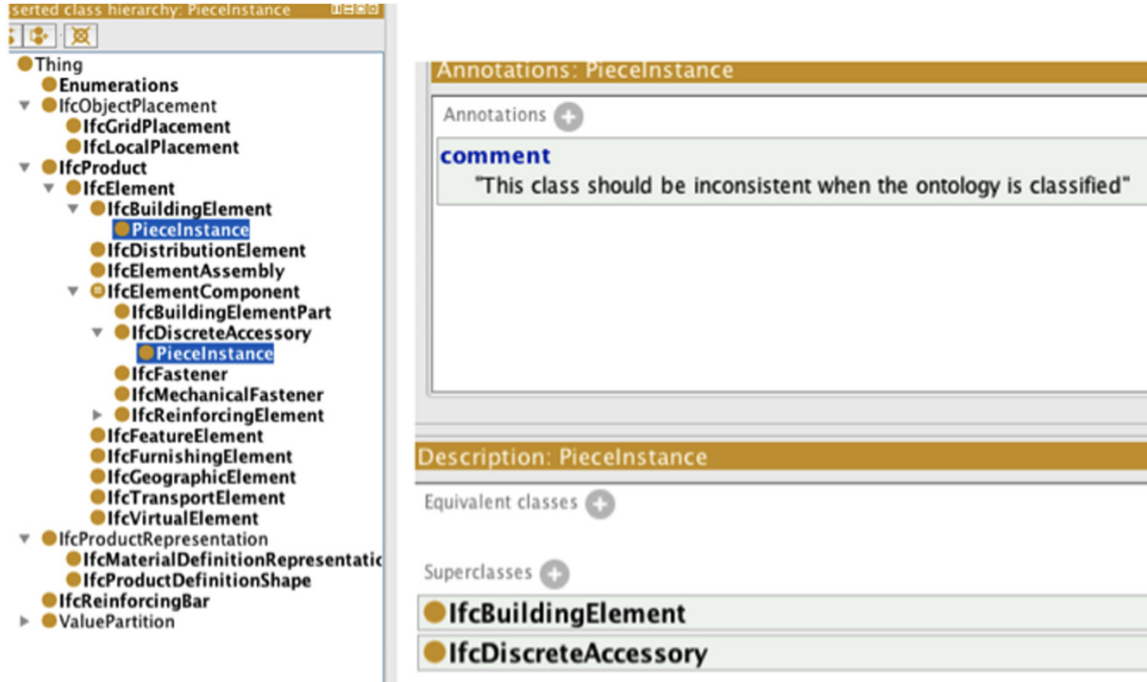 sserted class hierarchy: PieceInstance
Thing
Enumerations
IfcObjectPlacement
IfcGridPlacement
IfcLocalPlacement
IfcProduct
IfcElement
IfcBuildingElement
PieceInstance
IfcDistributionElement
IfcElementAssembly
IfcElementComponent
IfcBuildingElementPart
IfcDiscreteAccessory
PieceInstance
IfcFastener
IfcMechanicalFastener
IfcReinforcingElement
IfcFeatureElement
IfcFurnishingElement
IfcGeographicElement
IfcTransportElement
IfcVirtualElement
IfcProductRepresentation
IfcMaterialDefinitionRepresentatio
IfcProductDefinitionShape
IfcReinforcingBar
ValuePartition
Annotations: PieceInstance
Annotations
comment
"This class should be inconsistent when the ontology is classified"
Description: PieceInstance
Equivalent classes
Superclasses
IfcBuildingElement
IfcDiscreteAccessory